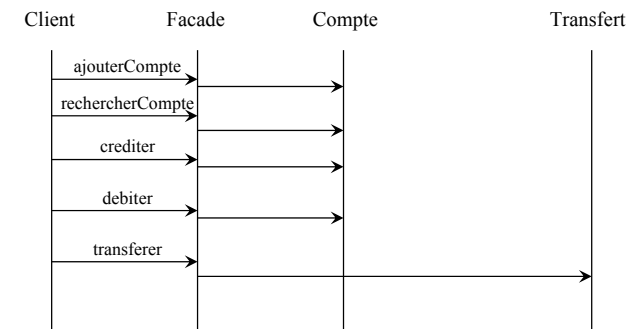 Client Facade Compte Transfert
ajouterCompte
rechercherCompte
crediter
debiter
transferer